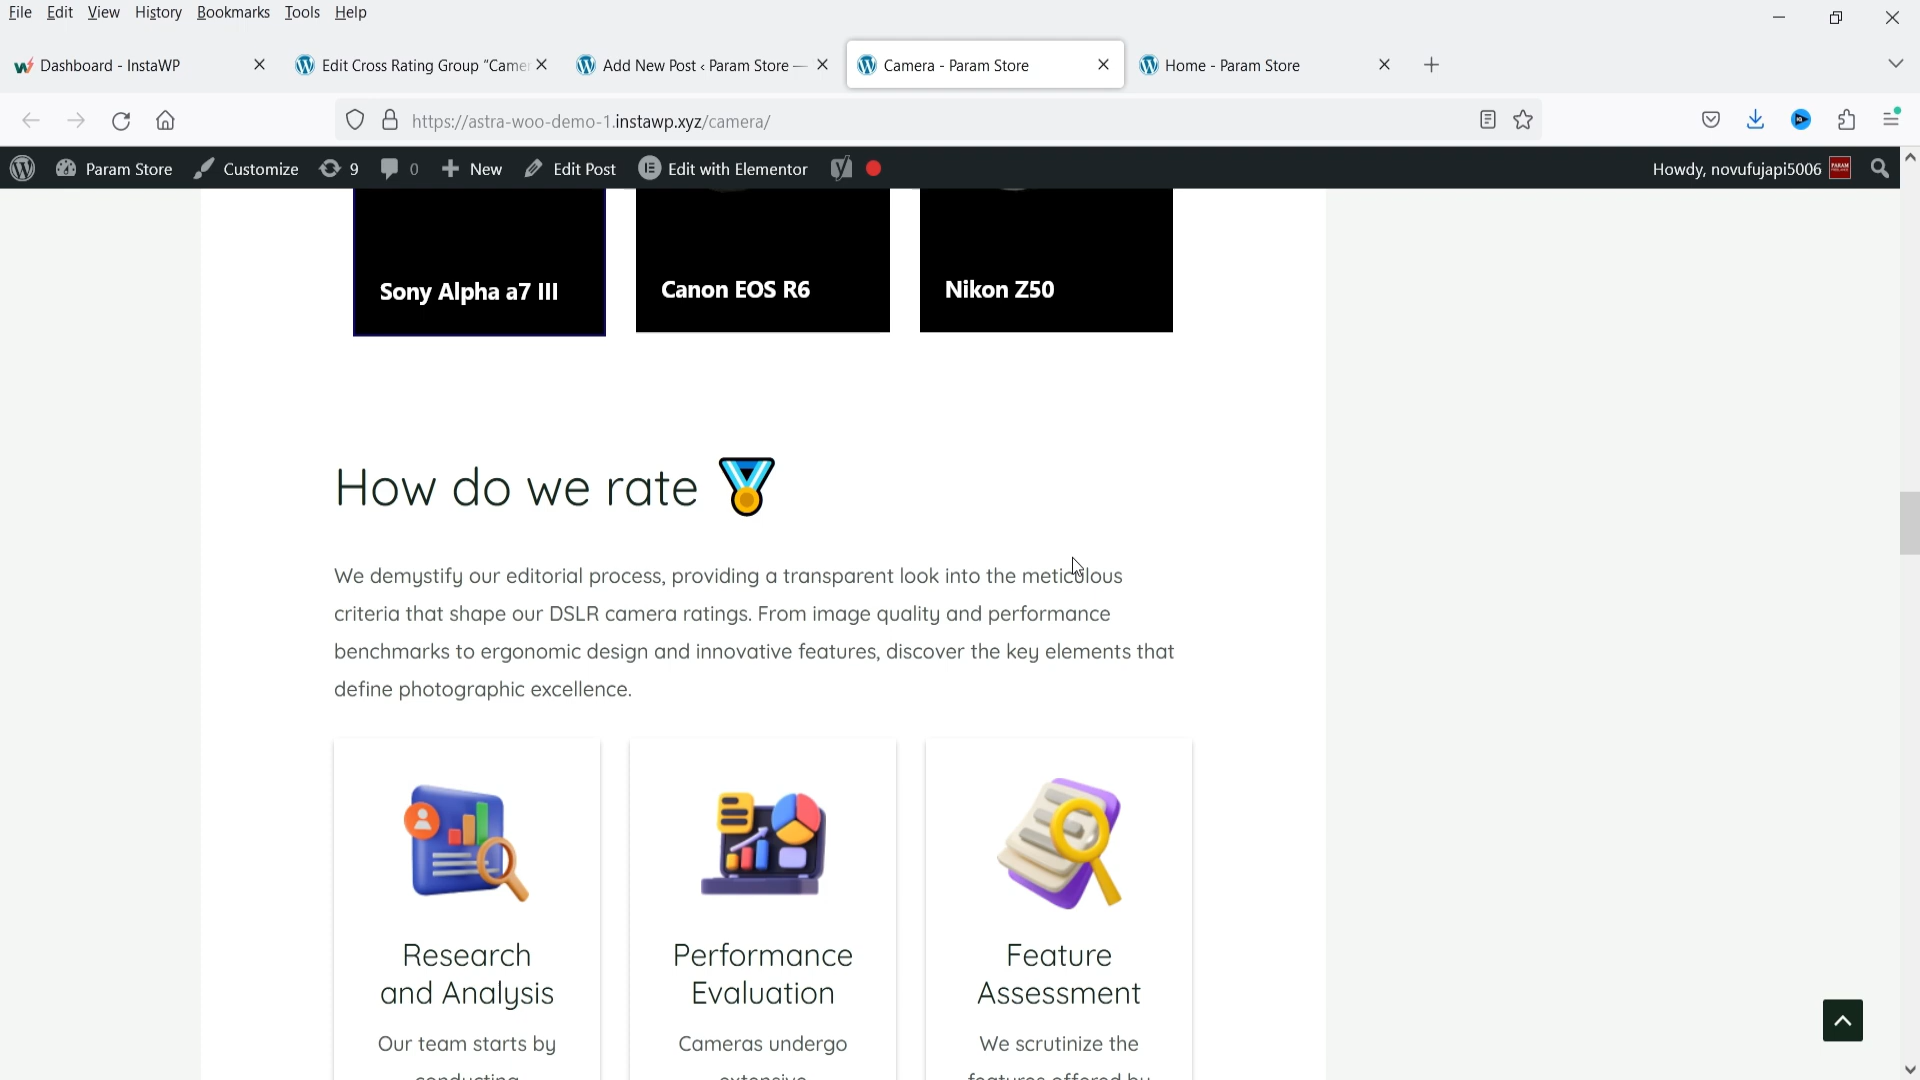 File Edit View History Bookmarks Tools Help
Dashboard - InstaWP
Edit Cross Rating Group “Came
Add New Post ‹ Param Store —
Camera - Param Store
Home - Param Store
https://astra-woo-demo-1.instawp.xyz/camera/
Param Store Customize 9 0 New Edit Post Edit with Elementor
Howdy, novufujapi5006
Sony Alpha a7 III
Canon EOS R6
Nikon Z50
How do we rate
We demystify our editorial process, providing a transparent look into the meticulous
criteria that shape our DSLR camera ratings. From image quality and performance
benchmarks to ergonomic design and innovative features, discover the key elements that
define photographic excellence.
Research
and Analysis
Our team starts by
conducting
Performance
Evaluation
Cameras undergo
extensive
Feature
Assessment
We scrutinize the
features offered by